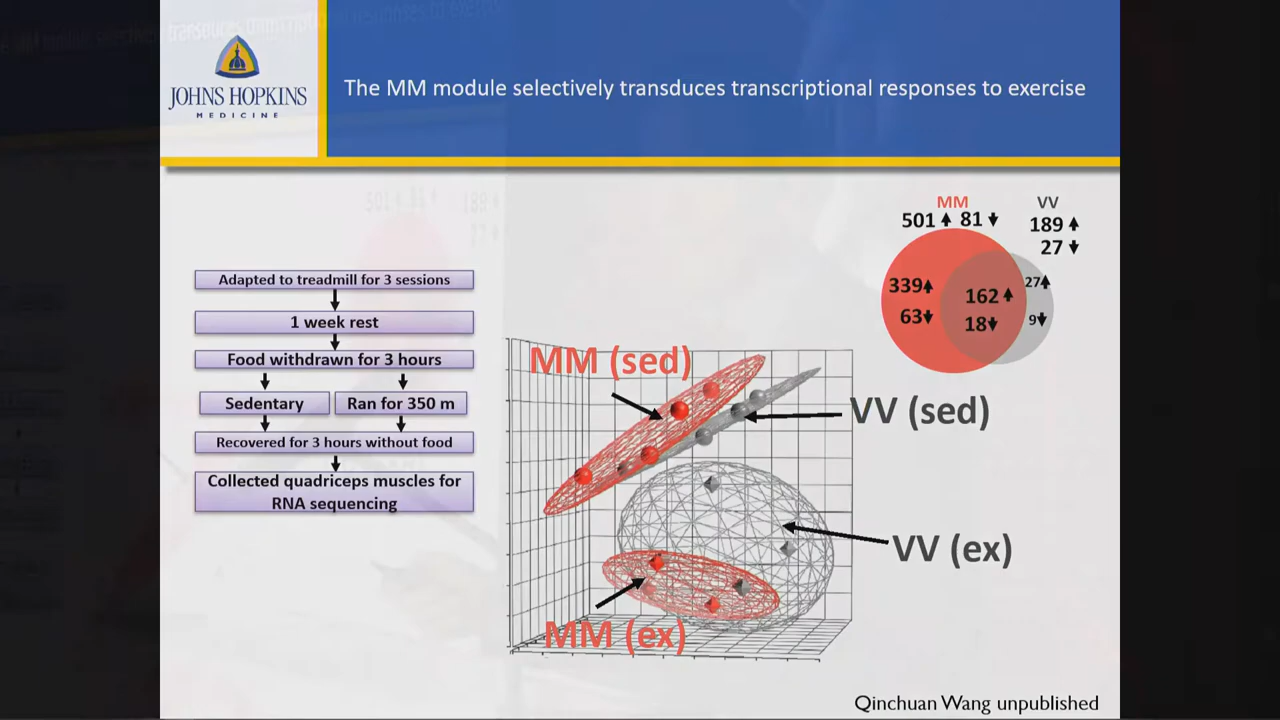 JOHNS HOPKINS
MEDICINE
The MM module selectively transduces transcriptional responses to exercise
Adapted to treadmill for 3 sessions
1 week rest
Food withdrawn for 3 hours
Sedentary
Ran for 350 m
Recovered for 3 hours without food
Collected quadriceps muscles for
RNA sequencing
MM
VV
501 ↑ 81 ↓
189 ↑
27 ↓
339↑
63↓
162 ↑
18↓
27↑
9↓
MM (sed)
VV (sed)
VV (ex)
MM (ex)
Qinchuan Wang unpublished